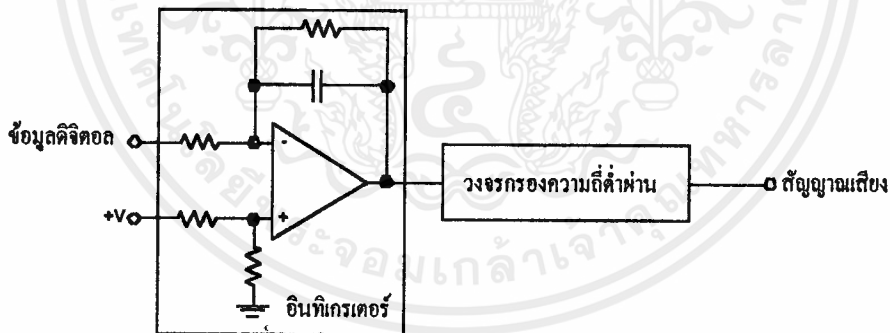 ข้อมูลดิจิตอล
-
+V
+
อินทิเกรเตอร์
วงจรกรองความถี่ต่ำผ่าน
สัญญาณเสียง